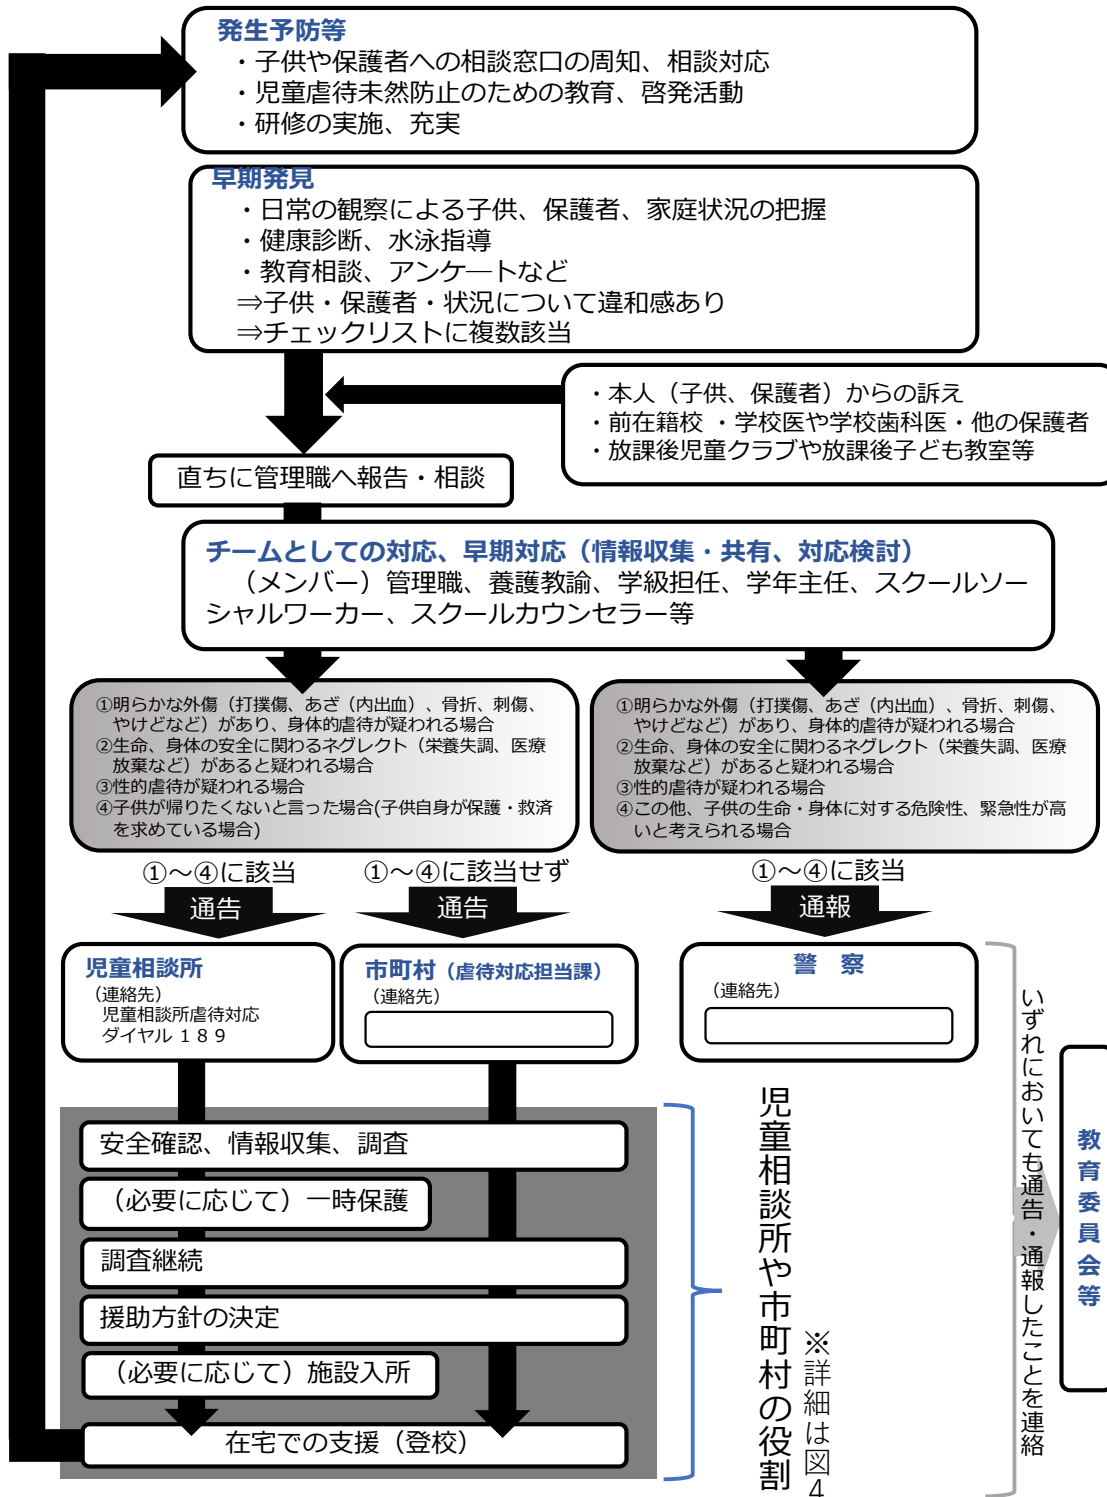 発生予防等
・子供や保護者への相談窓口の周知、相談対応
・児童虐待未然防止のための教育、啓発活動
・研修の実施、充実
早期発見
・日常の観察による子供、保護者、家庭状況の把握
・健康診断、水泳指導
・教育相談、アンケ―トなど
⇒子供・保護者・状況について違和感あり
⇒チェックリストに複数該当
・本人（子供、保護者）からの訴え
・前在籍校 ・学校医や学校歯科医・他の保護者
・放課後児童クラブや放課後子ども教室等
直ちに管理職へ報告・相談
チームとしての対応、早期対応（情報収集・共有、対応検討）
（メンバー）管理職、養護教諭、学級担任、学年主任、スクールソー
シャルワーカー、スクールカウンセラー等
①明らかな外傷（打撲傷、あざ（内出血）、骨折、刺傷、
やけどなど）があり、身体的虐待が疑われる場合
②生命、身体の安全に関わるネグレクト（栄養失調、医療
放棄など）があると疑われる場合
③性的虐待が疑われる場合
④子供が帰りたくないと言った場合(子供自身が保護・救済
を求めている場合)
①明らかな外傷（打撲傷、あざ（内出血）、骨折、刺傷、
やけどなど）があり、身体的虐待が疑われる場合
②生命、身体の安全に関わるネグレクト（栄養失調、医療
放棄など）があると疑われる場合
③性的虐待が疑われる場合
④この他、子供の生命・身体に対する危険性、緊急性が高
いと考えられる場合
①～④に該当
①～④に該当せず
①～④に該当
通告
通告
通報
児童相談所
（連絡先）
児童相談所虐待対応
ダイヤル １８９
市町村（虐待対応担当課）
（連絡先）
警　察
（連絡先）
安全確認、情報収集、調査
（必要に応じて）一時保護
調査継続
援助方針の決定
（必要に応じて）施設入所
在宅での支援（登校）
児童相談所や市町村の役割
※詳細は図４
いずれにおいても通告・通報したことを連絡
教育委員会等